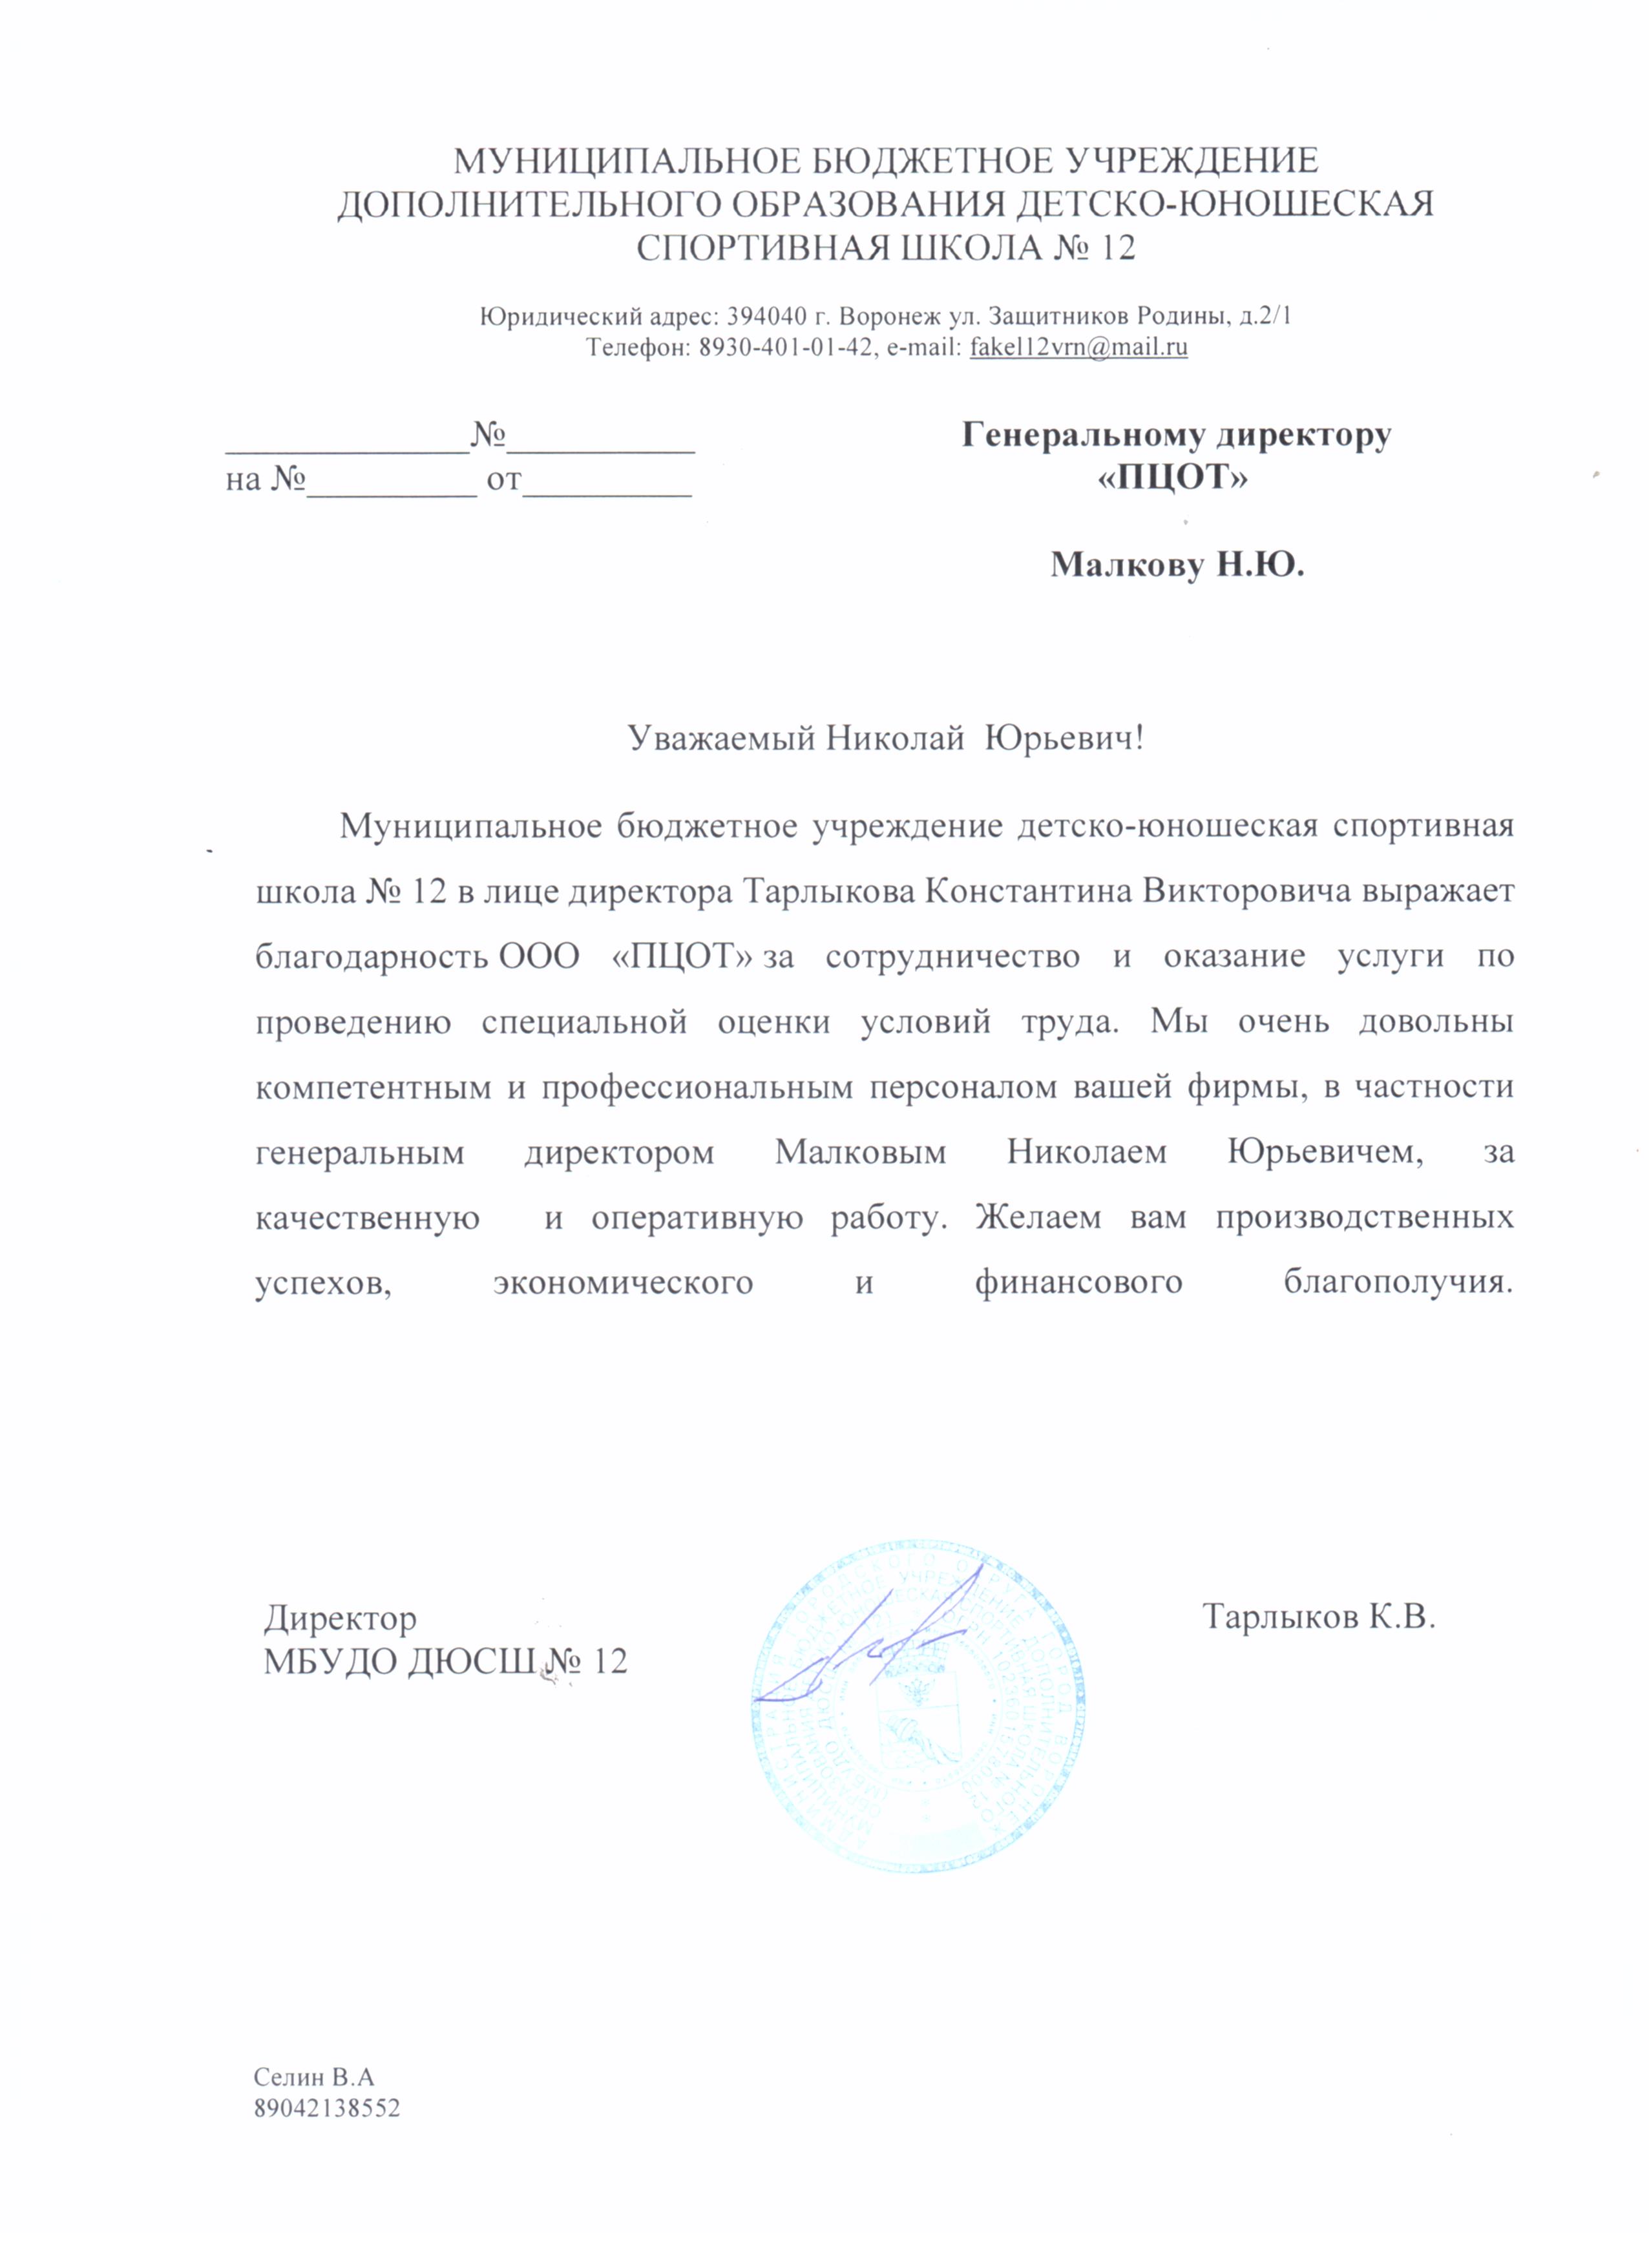 МУНИЦИПАЛЬНОЕ БЮДЖЕТНОЕ УЧРЕЖДЕНИЕ
ДОПОЛНИТЕЛЬНОГО ОБРАЗОВАНИЯ ДЕТСКО-ЮНОШЕСКАЯ
СПОРТИВНАЯ ШКОЛА № 12
Юридический адрес: 394040 г. Воронеж ул. Защитников Родины, д.2/1
Телефон: 8930-401-01-42, e-mail: fakel12vrn@mail.ru
_____________№__________
на №_________ от_________
Генеральному директору
«ПЦОТ»
Малкову Н.Ю.
Уважаемый Николай Юрьевич!
Муниципальное бюджетное учреждение детско-юношеская спортивная
школа № 12 в лице директора Тарлыкова Константина Викторовича выражает
благодарность ООО «ПЦОТ» за сотрудничество и оказание услуги по
проведению специальной оценки условий труда. Мы очень довольны
компетентным и профессиональным персоналом вашей фирмы, в частности
генеральным директором Малковым Николаем Юрьевичем, за
качественную и оперативную работу. Желаем вам производственных
успехов, экономического и финансового благополучия.
Директор
МБУДО ДЮСШ № 12
Тарлыков К.В.
Селин В.А
89042138552